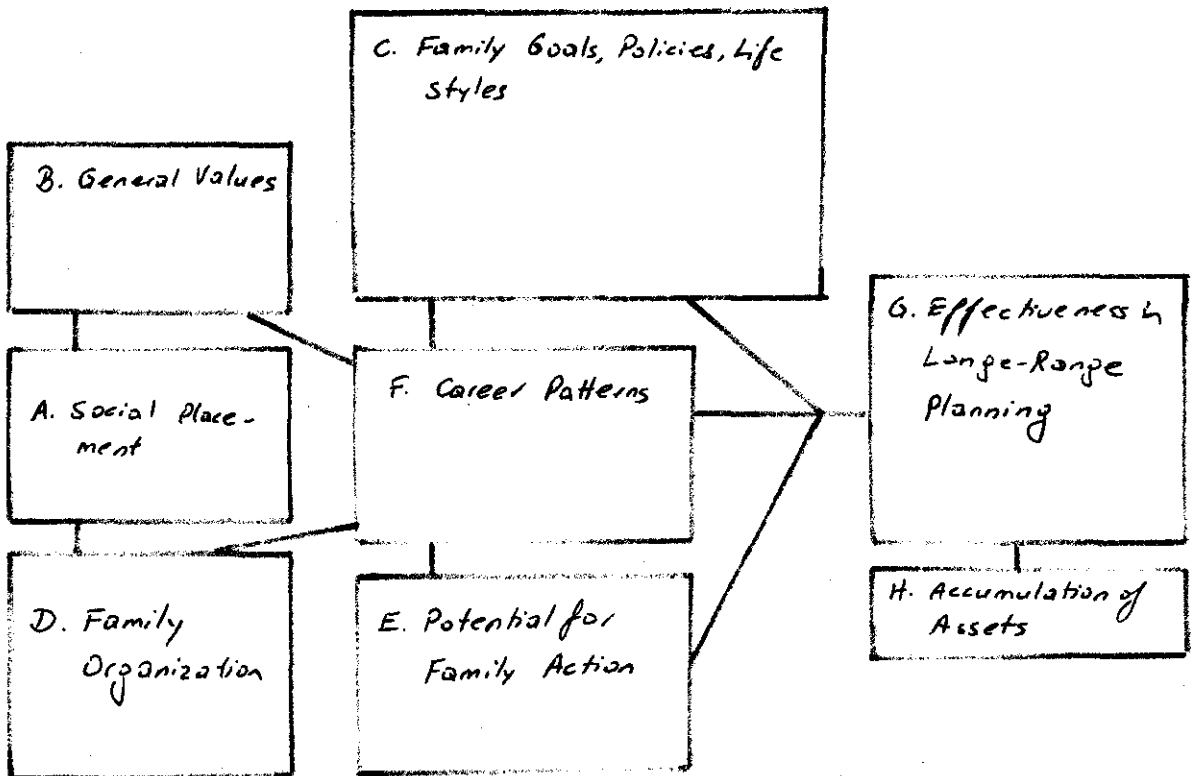 C. Family Goals, Policies, Life
styles
B. General Values
A. Social Place-
ment
F. Career Patterns
G. Effectiveness in
Lange-Range
Planning
D. Family
Organization
E. Potential for
Family Action
H. Accumulation of
Assets